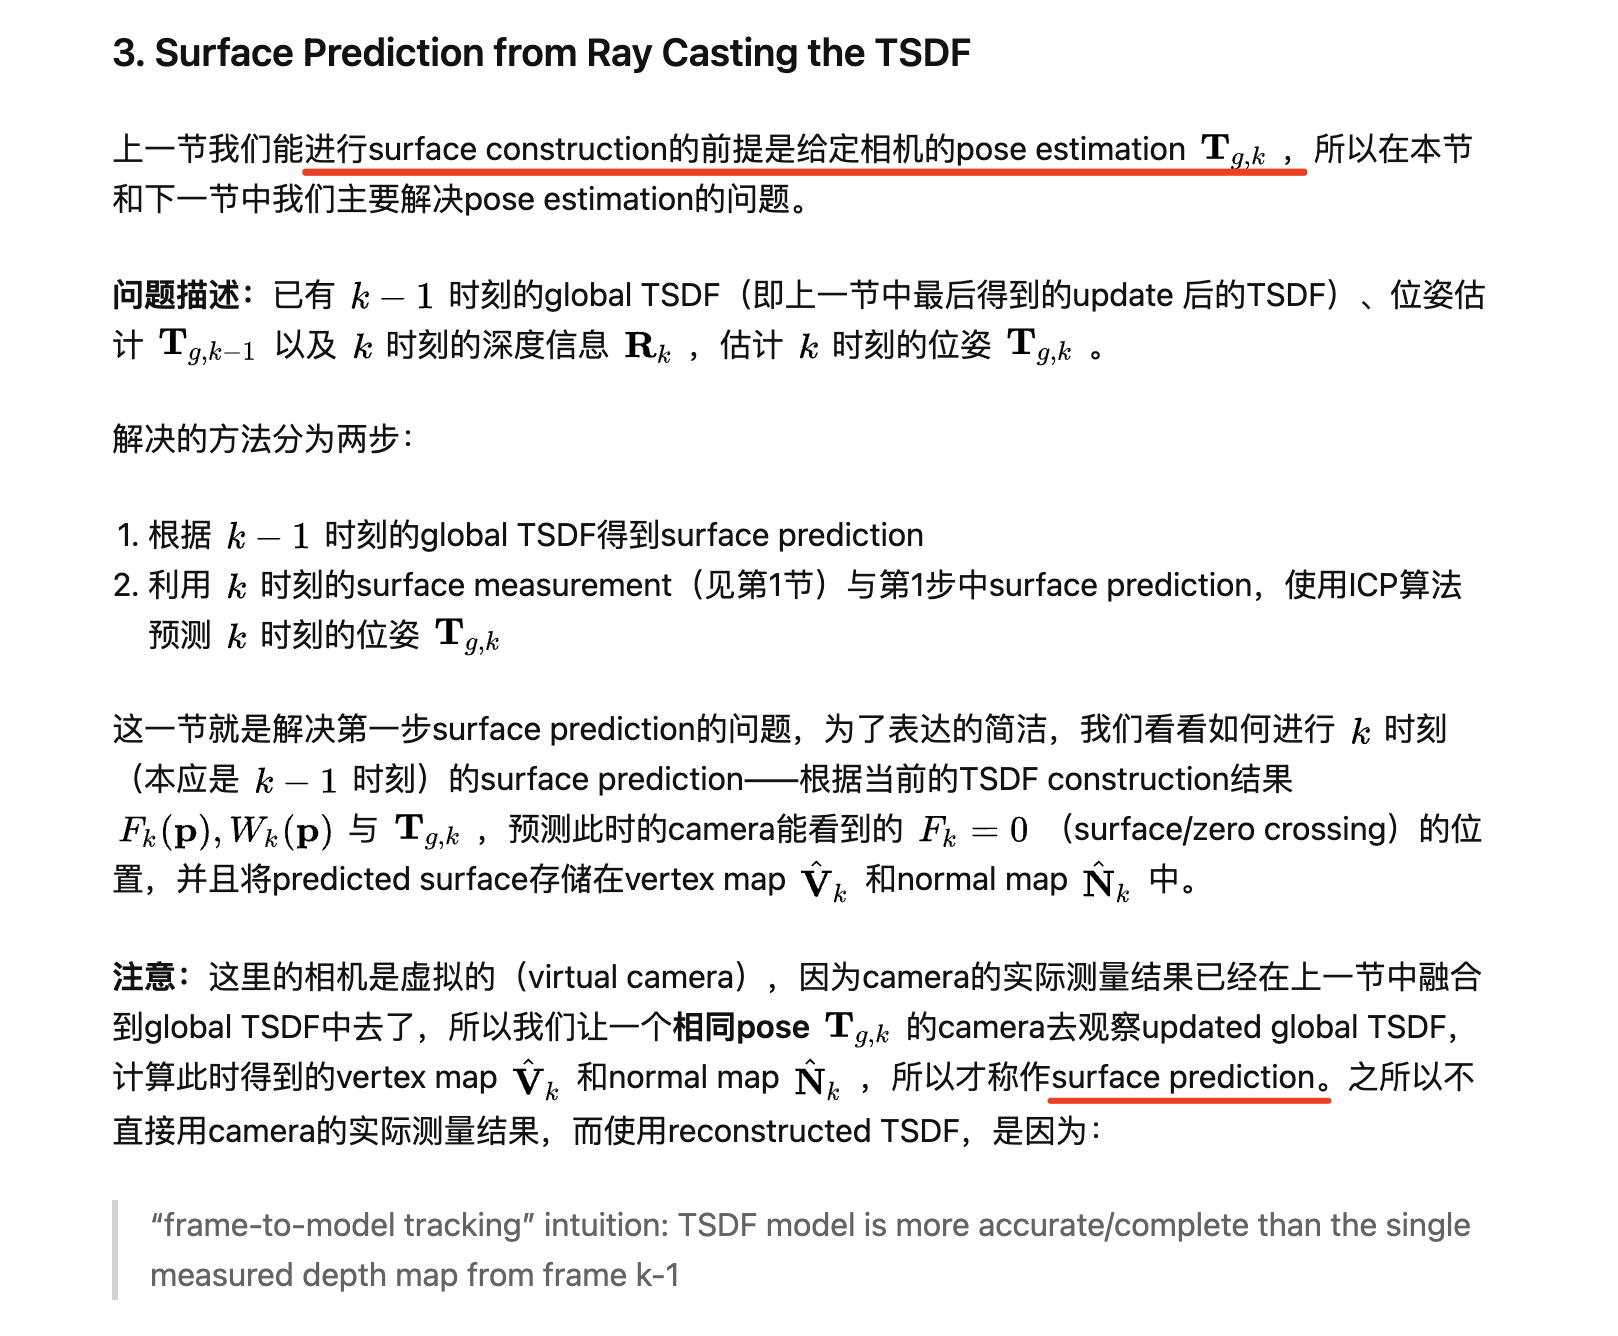 3. Surface Prediction from Ray Casting the TSDF
上一节我们能进行surface construction的前提是给定相机的pose estimation T_{g,k} ，所以在本节
和下一节中我们主要解决pose estimation的问题。
问题描述：已有 k − 1 时刻的global TSDF（即上一节中最后得到的update 后的TSDF）、位姿估
计 T_{g,k−1} 以及 k 时刻的深度信息 R_k ，估计 k 时刻的位姿 T_{g,k} 。
解决的方法分为两步：
1. 根据 k − 1 时刻的global TSDF得到surface prediction
2. 利用 k 时刻的surface measurement（见第1节）与第1步中surface prediction，使用ICP算法
预测 k 时刻的位姿 T_{g,k}
这一节就是解决第一步surface prediction的问题，为了表达的简洁，我们看看如何进行 k 时刻
（本应是 k − 1 时刻）的surface prediction——根据当前的TSDF construction结果
F_k(p), W_k(p) 与 T_{g,k} ，预测此时的camera能看到的 F_k = 0 （surface/zero crossing）的位
置，并且将predicted surface存储在vertex map V̂_k 和normal map N̂_k 中。
注意：这里的相机是虚拟的（virtual camera），因为camera的实际测量结果已经在上一节中融合
到global TSDF中去了，所以我们让一个相同pose T_{g,k} 的camera去观察updated global TSDF，
计算此时得到的vertex map V̂_k 和normal map N̂_k ，所以才称作surface prediction。之所以不
直接用camera的实际测量结果，而使用reconstructed TSDF，是因为：
“frame-to-model tracking” intuition: TSDF model is more accurate/complete than the single
measured depth map from frame k-1